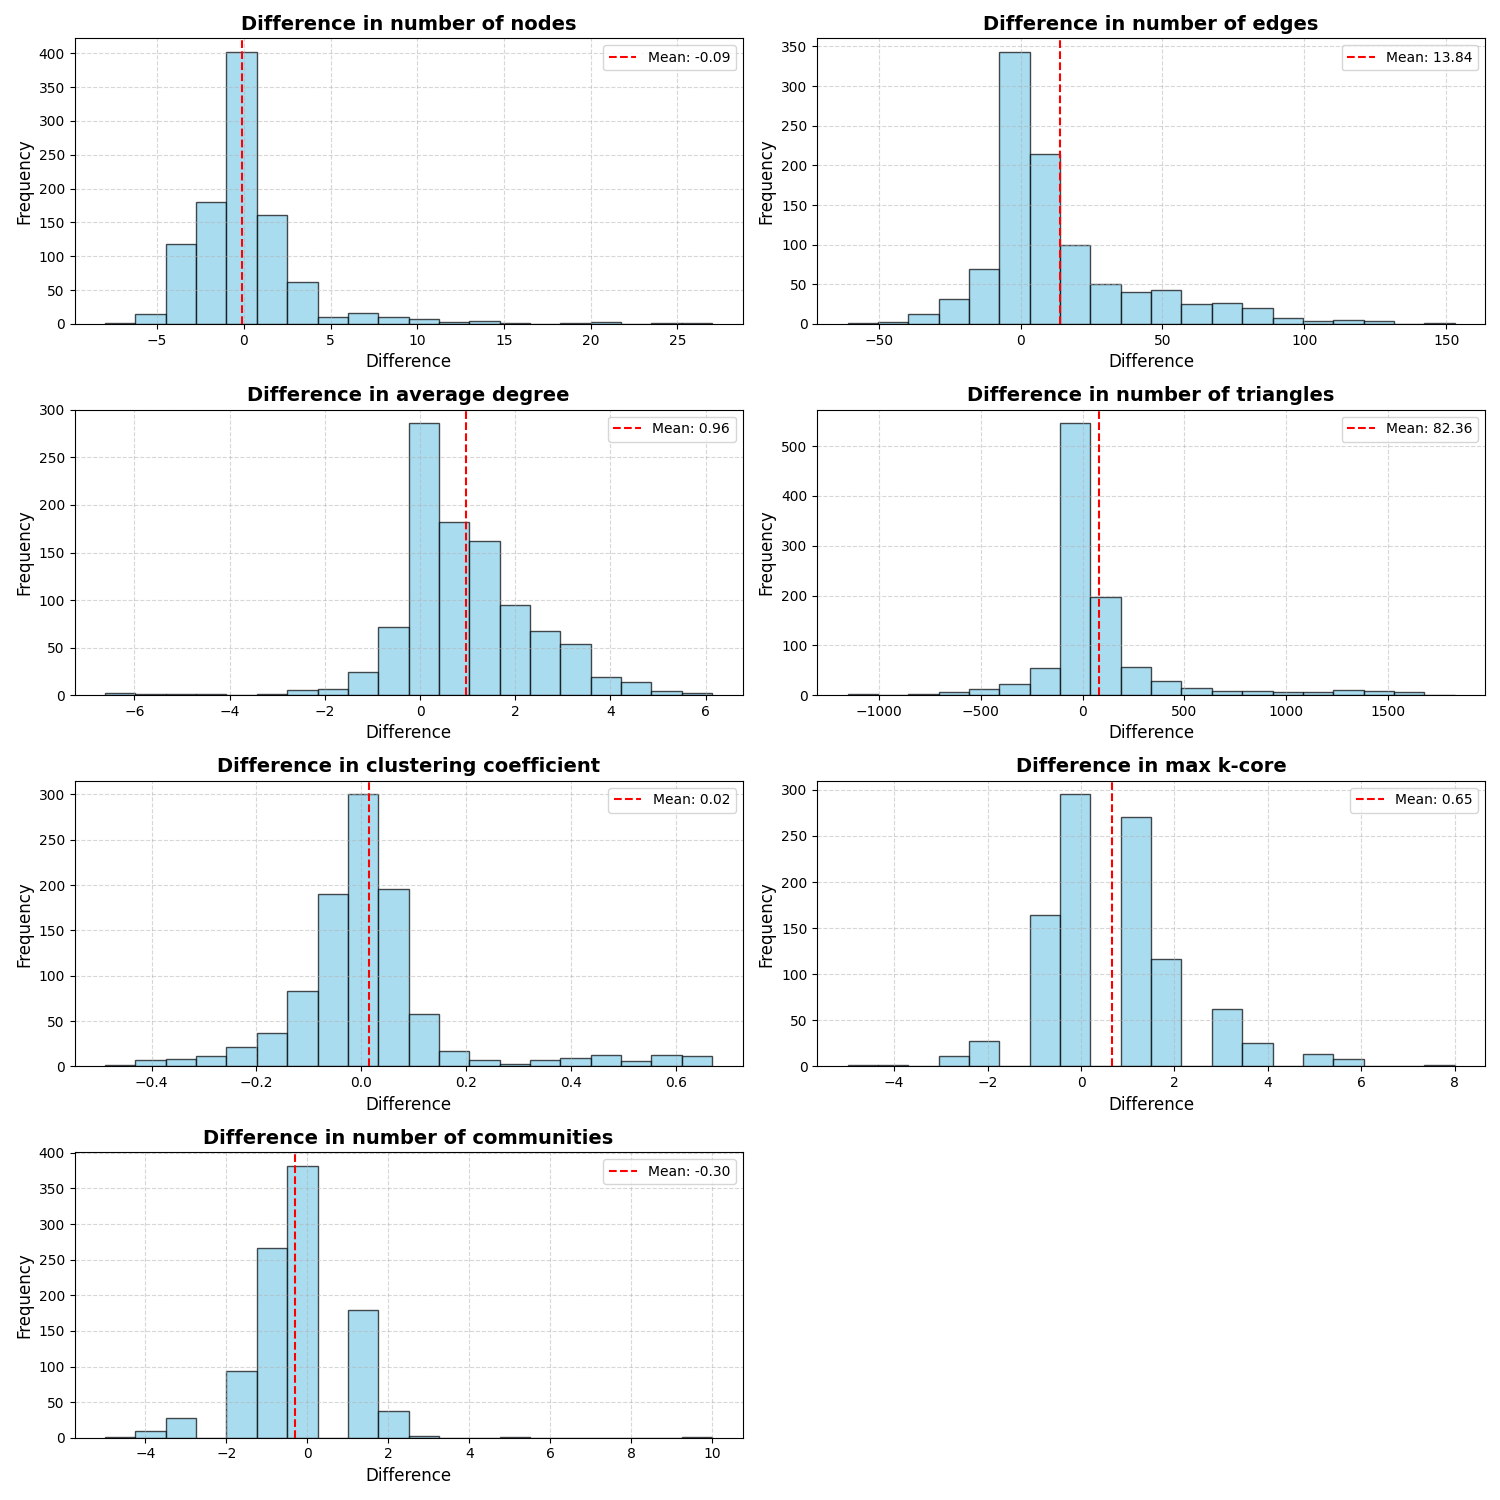 Difference in number of nodes
Mean: -0.09
Frequency
400
350
300
250
200
150
100
50
0
−5 0 5 10 15 20 25
Difference
Difference in number of edges
Mean: 13.84
Frequency
350
300
250
200
150
100
50
0
−50 0 50 100 150
Difference
Difference in average degree
Mean: 0.96
Frequency
300
250
200
150
100
50
0
−6 −4 −2 0 2 4 6
Difference
Difference in number of triangles
Mean: 82.36
Frequency
500
400
300
200
100
0
−1000 −500 0 500 1000 1500
Difference
Difference in clustering coefficient
Mean: 0.02
Frequency
300
250
200
150
100
50
0
−0.4 −0.2 0.0 0.2 0.4 0.6
Difference
Difference in max k-core
Mean: 0.65
Frequency
300
250
200
150
100
50
0
−4 −2 0 2 4 6 8
Difference
Difference in number of communities
Mean: -0.30
Frequency
400
350
300
250
200
150
100
50
0
−4 −2 0 2 4 6 8 10
Difference